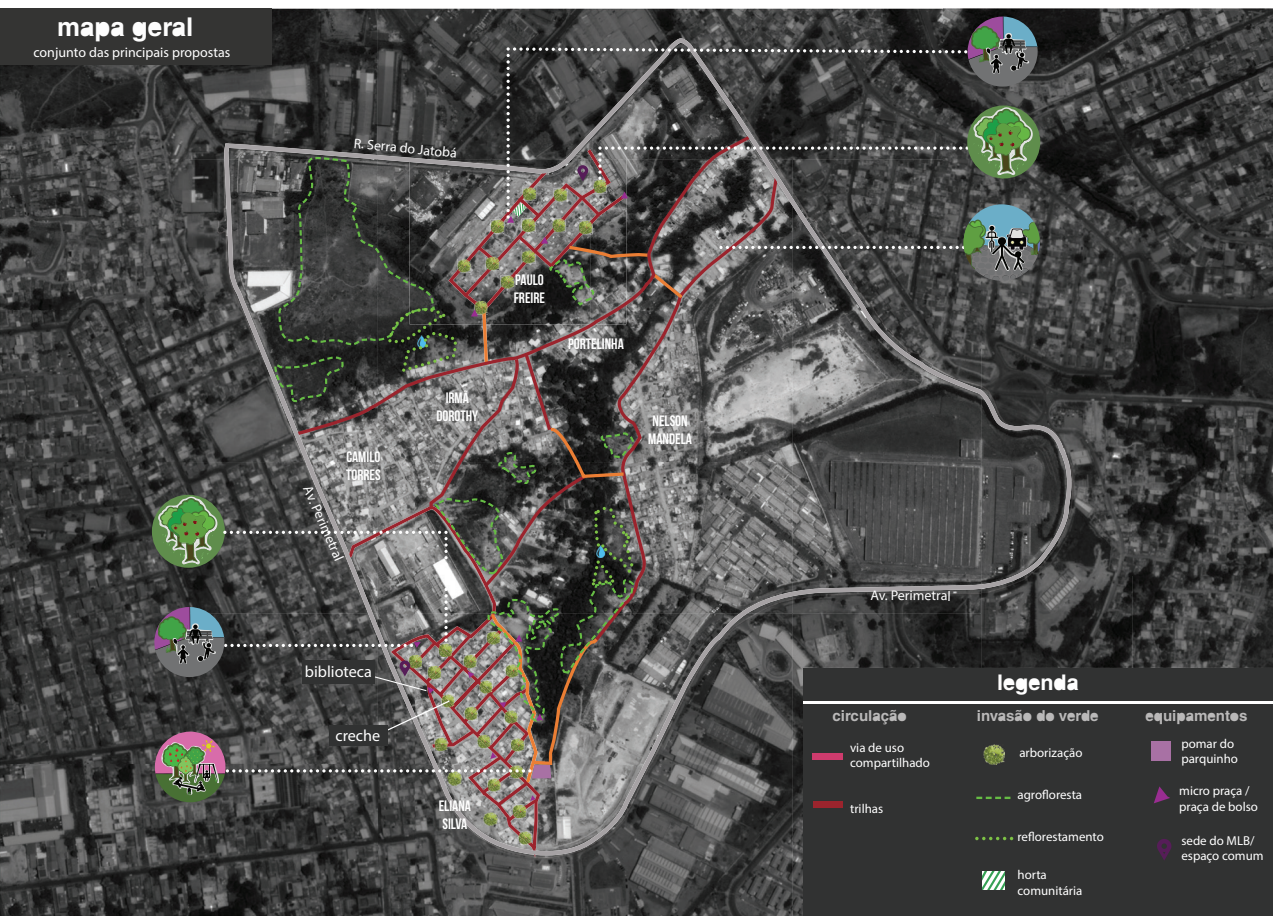 mapa geral
conjunto das principais propostas
R. Serra do Jatobá
PAULO
FREIRE
PORTELINHA
IRMÃ
DOROTHY
NELSON
MANDELA
CAMILO
TORRES
Av. Perimetral
Av. Perimetral
biblioteca
creche
ELIANA
SILVA
legenda
circulação
via de uso
compartilhado
trilhas
invasão do verde
arborização
agrofloresta
reflorestamento
horta
comunitária
equipamentos
pomar do
parquinho
micro praça /
praça de bolso
sede do MLB/
espaço comum